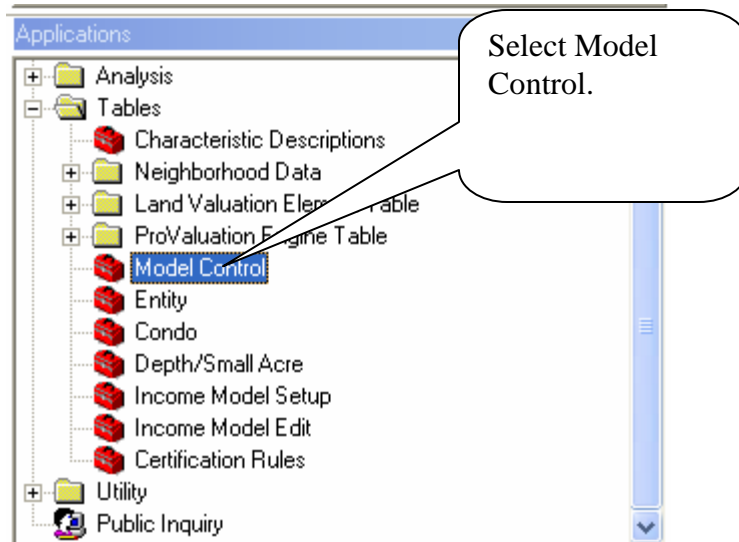 Applications
Select Model
Control.
Analysis
Tables
Characteristic Descriptions
Neighborhood Data
Land Valuation Table
ProValuation Engine Table
Model Control
Entity
Condo
Depth/Small Acre
Income Model Setup
Income Model Edit
Certification Rules
Utility
Public Inquiry